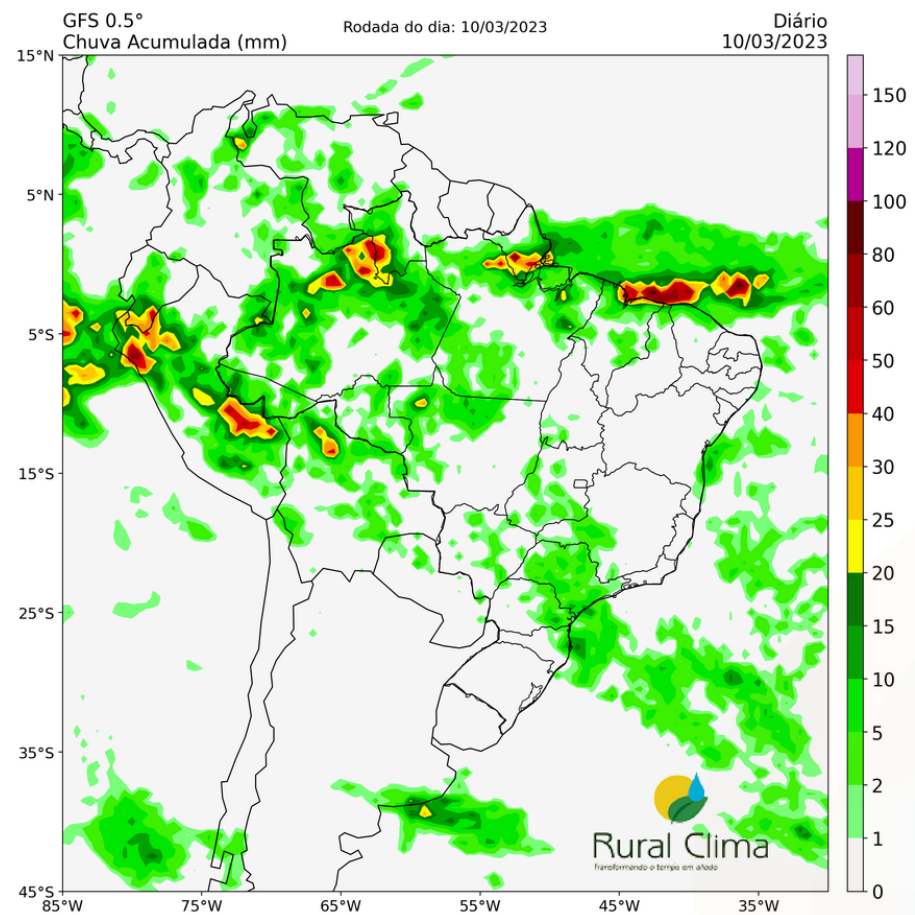 GFS 0.5°
Chuva Acumulada (mm)
Rodada do dia: 10/03/2023
Diário
10/03/2023
15°N
5°N
5°S
15°S
25°S
35°S
45°S
85°W
75°W
65°W
55°W
45°W
35°W
150
120
100
80
60
50
40
30
25
20
15
10
5
2
1
0
Rural Clima
Transformando o tempo em aliado